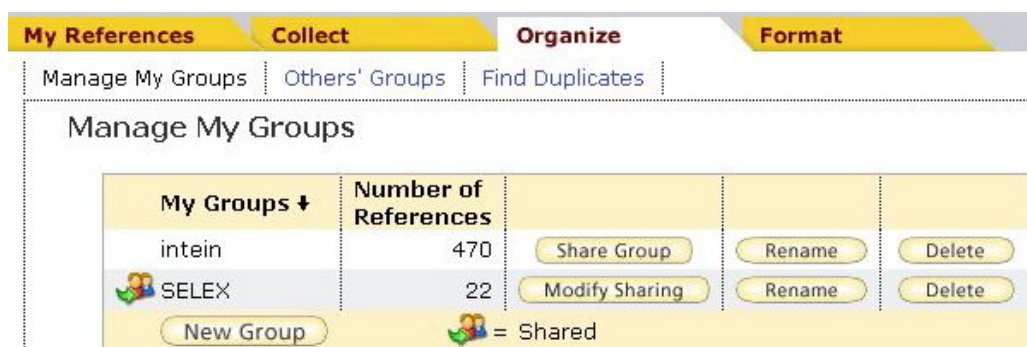 My References Collect Organize Format
Manage My Groups Others' Groups Find Duplicates
Manage My Groups
My Groups Number of
References
intein 470 Share Group Rename Delete
SELEX 22 Modify Sharing Rename Delete
New Group = Shared